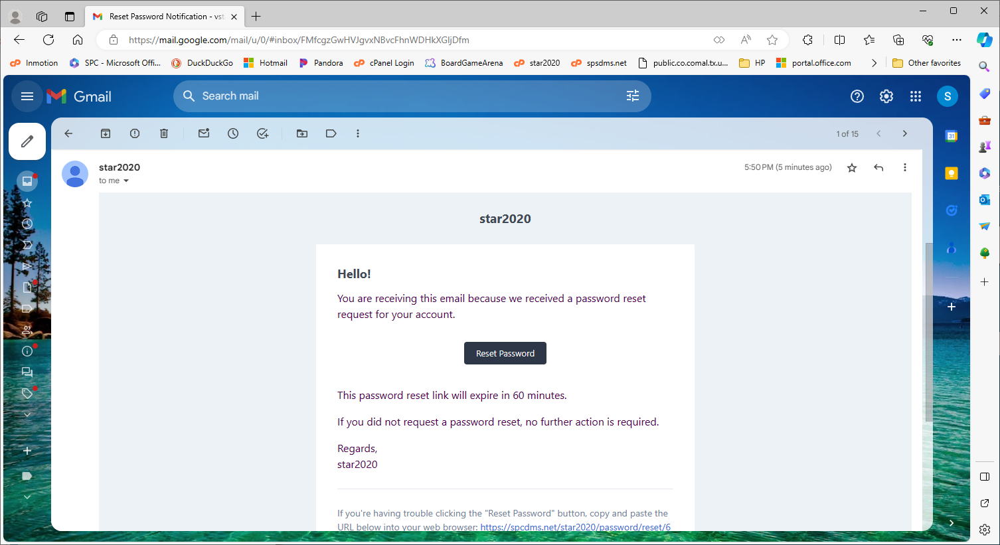 Reset Password Notification - vst
https://mail.google.com/mail/u/0/#inbox/FMfcgzGwHVJgvxNBvcFhnWDHkXGljDfm
Inmotion
SPC - Microsoft Offi...
DuckDuckGo
Hotmail
Pandora
cP cPanel Login
BoardGameArena
cP star2020
cP spsdms.net
public.co.comal.tx.u...
HP
portal.office.com
Other favorites
Gmail
Search mail
S
1 of 15
31
star2020
5:50 PM (5 minutes ago)
to me
star2020
Hello!
You are receiving this email because we received a password reset
request for your account.
Reset Password
This password reset link will expire in 60 minutes.
If you did not request a password reset, no further action is required.
Regards,
star2020
If you're having trouble clicking the "Reset Password" button, copy and paste the
URL below into your web browser: https://spcdms.net/star2020/password/reset/6